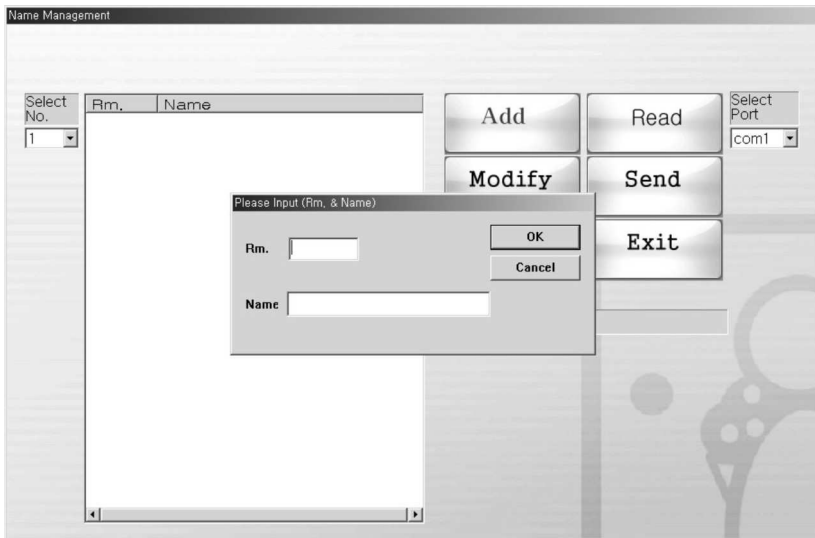 Name Management
Select No.
1
Rm. Name
Add
Read
Select Port
com1
Modify
Send
Please Input (Rm. & Name)
Rm.
OK
Exit
Cancel
Name